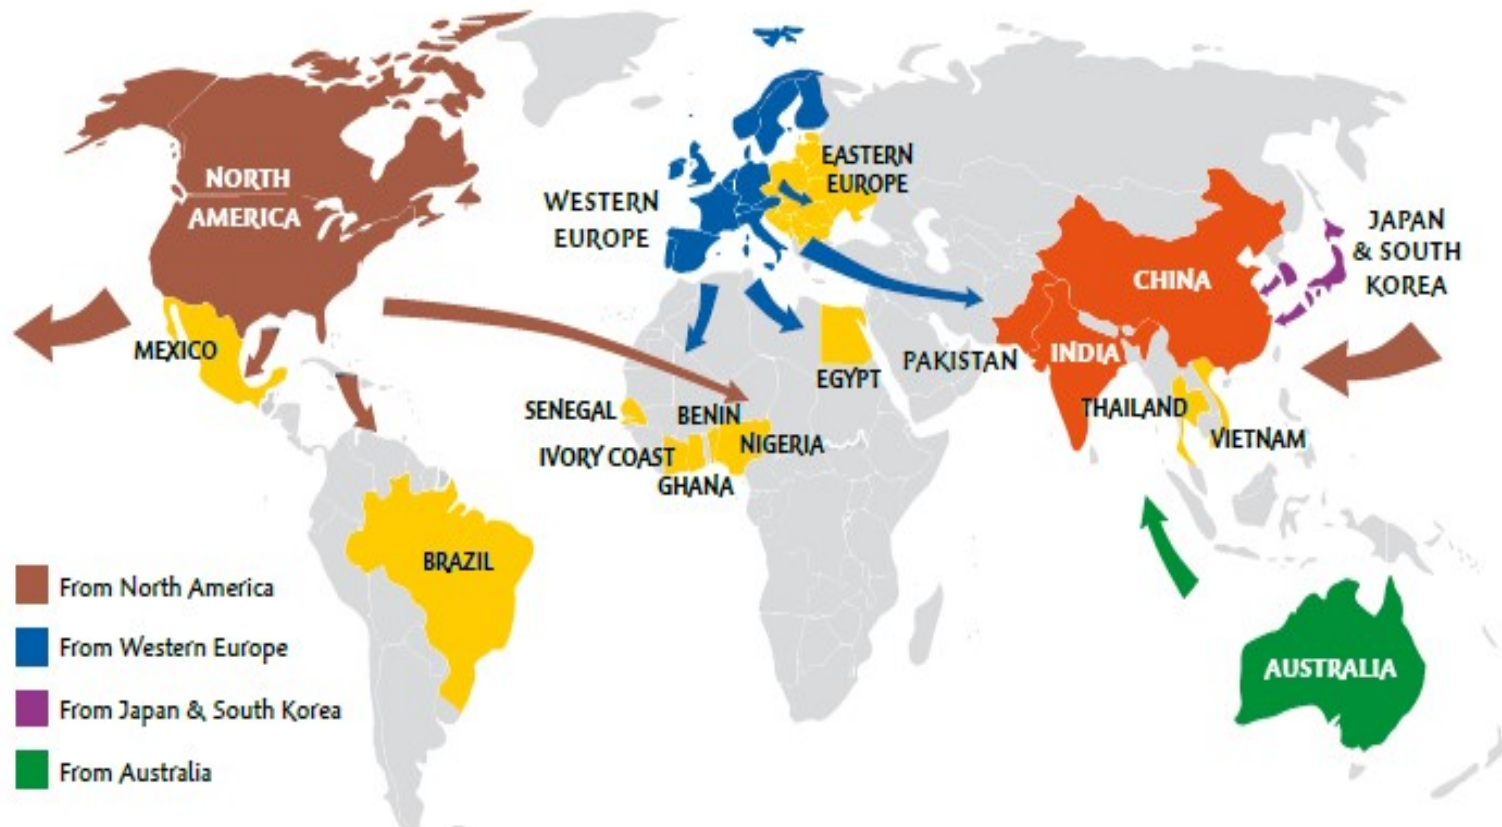 NORTH
AMERICA
WESTERN
EUROPE
EASTERN
EUROPE
JAPAN
& SOUTH
KOREA
CHINA
MEXICO
INDIA
PAKISTAN
EGYPT
SENEGAL
BENIN
THAILAND
NIGERIA
VIETNAM
IVORY COAST
GHANA
BRAZIL
AUSTRALIA
From North America
From Western Europe
From Japan & South Korea
From Australia